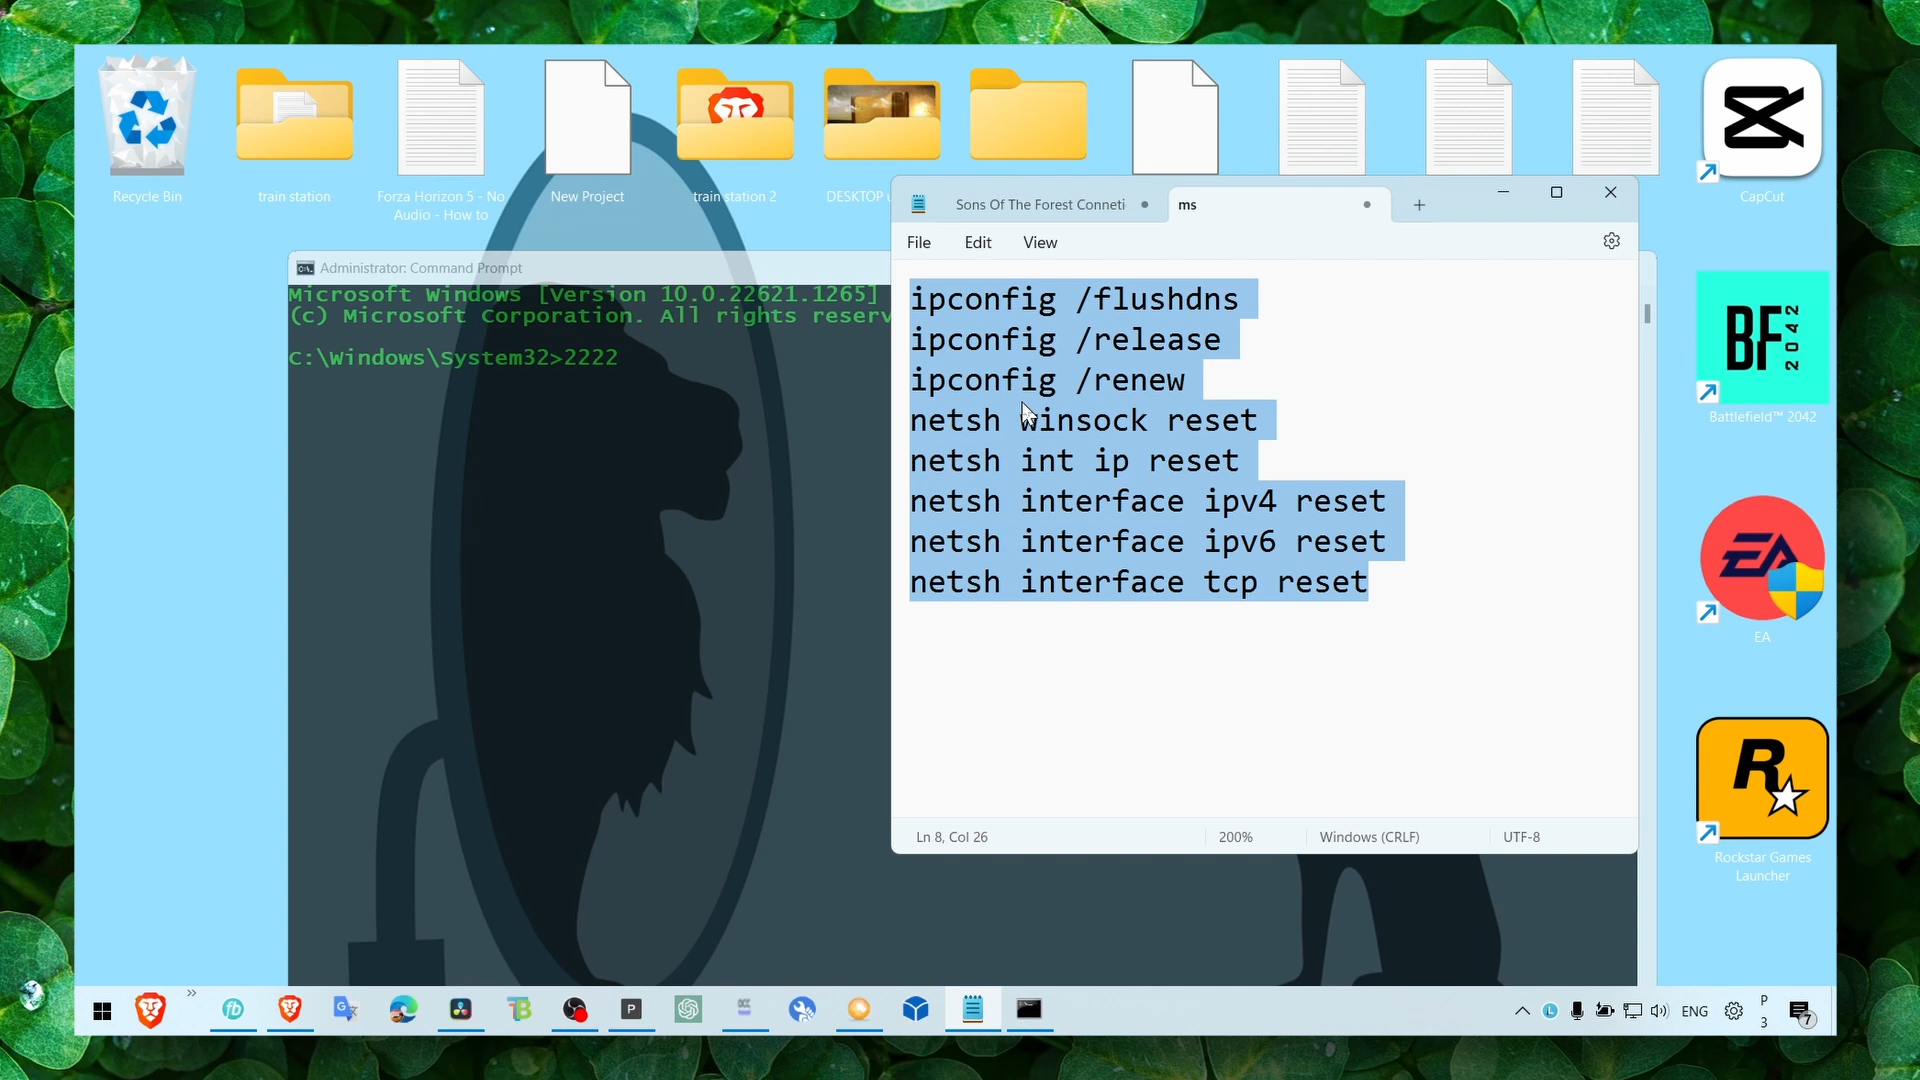 Recycle Bin
train station
Forza Horizon 5 - No
Audio - How to
New Project
train station 2
DESKTOP
CapCut
Sons Of The Forest Conneti
ms
File
Edit
View
Administrator: Command Prompt
Microsoft Windows [Version 10.0.22621.1265]
(c) Microsoft Corporation. All rights reserv
C:\Windows\System32>2222
ipconfig /flushdns
ipconfig /release
ipconfig /renew
netsh winsock reset
netsh int ip reset
netsh interface ipv4 reset
netsh interface ipv6 reset
netsh interface tcp reset
Ln 8, Col 26
200%
Windows (CRLF)
UTF-8
BF
2042
Battlefield™ 2042
EA
EA
R
Rockstar Games
Launcher
fb
G
TB
P
L
ENG
P
3
7